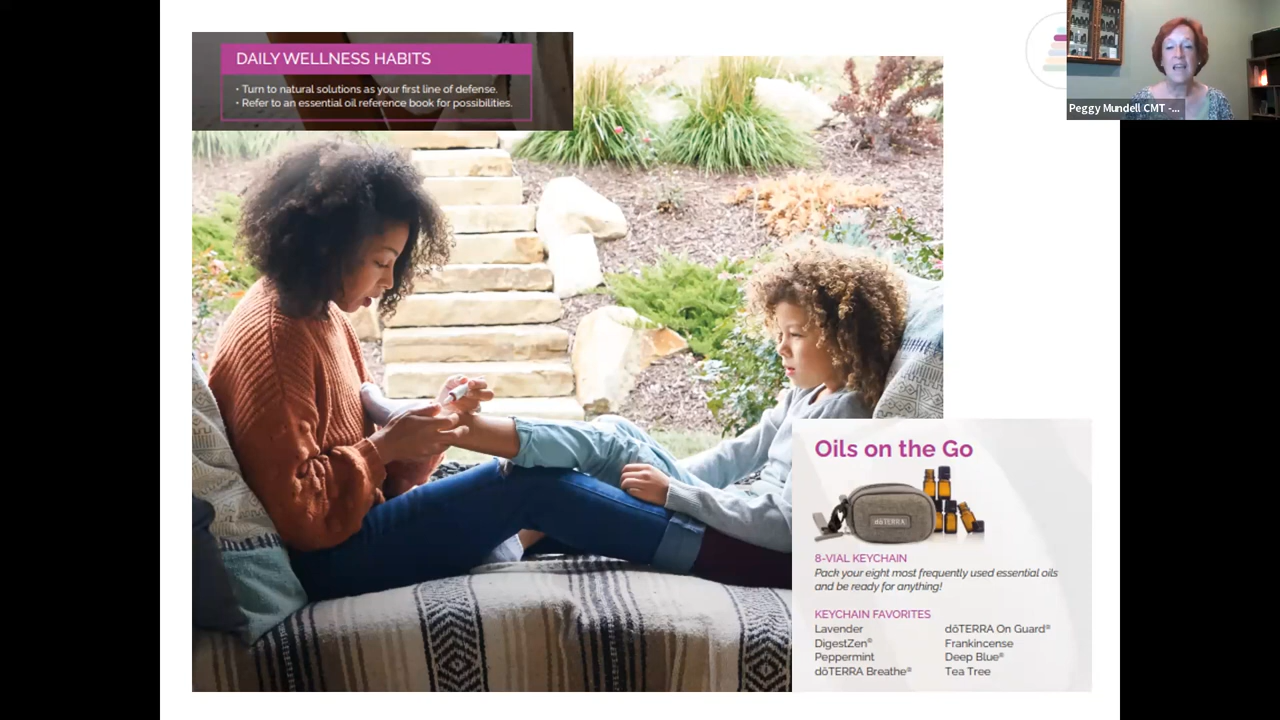 DAILY WELLNESS HABITS
• Turn to natural solutions as your first line of defense.
• Refer to an essential oil reference book for possibilities.
Peggy Mundell CMT -...
Oils on the Go
dōTERRA
8-VIAL KEYCHAIN
Pack your eight most frequently used essential oils
and be ready for anything!
KEYCHAIN FAVORITES
Lavender
DigestZen®
Peppermint
dōTERRA Breathe®
dōTERRA On Guard®
Frankincense
Deep Blue®
Tea Tree